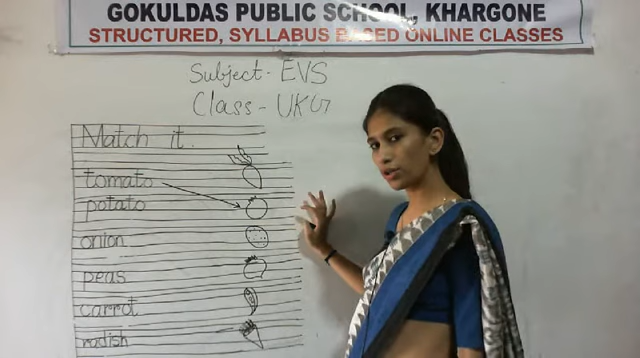 GOKULDAS PUBLIC SCHOOL, KHARGONE
STRUCTURED, SYLLABUS BASED ONLINE CLASSES
Subject - EVS
Class - UKG
Match it.
tomato
potato
onion
peas
carrot
radish